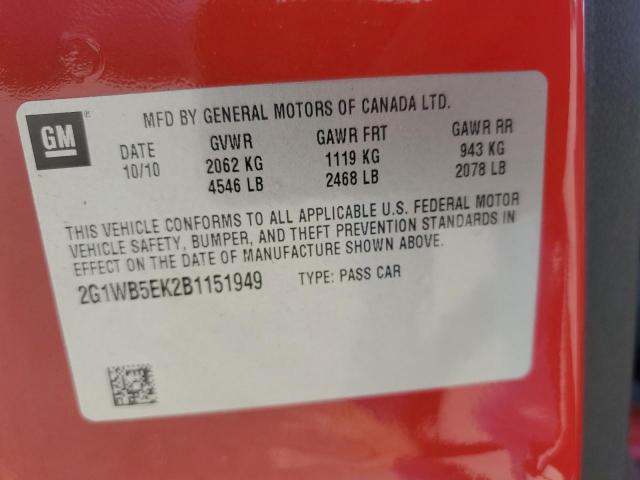 GM®
MFD BY GENERAL MOTORS OF CANADA LTD.
DATE GVWR GAWR FRT GAWR RR
10/10 2062 KG 1119 KG 943 KG
4546 LB 2468 LB 2078 LB
THIS VEHICLE CONFORMS TO ALL APPLICABLE U.S. FEDERAL MOTOR
VEHICLE SAFETY, BUMPER, AND THEFT PREVENTION STANDARDS IN
EFFECT ON THE DATE OF MANUFACTURE SHOWN ABOVE.
2G1WB5EK2B1151949 TYPE: PASS CAR